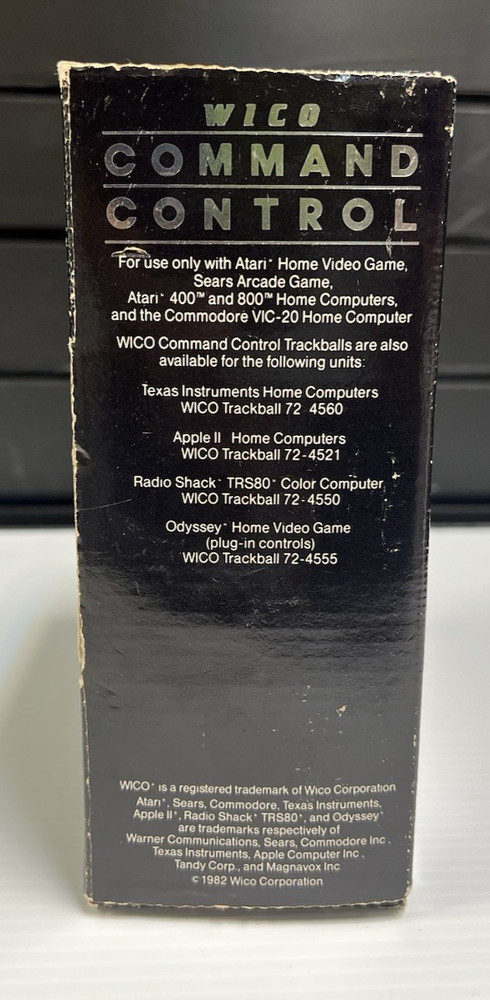 WICO
COMMAND
CONTROL
For use only with Atari® Home Video Game,
Sears Arcade Game,
Atari® 400™ and 800™ Home Computers,
and the Commodore VIC-20 Home Computer
WICO Command Control Trackballs are also
available for the following units:
Texas Instruments Home Computers
WICO Trackball 72 4560
Apple II Home Computers
WICO Trackball 72-4521
Radio Shack® TRS80® Color Computer
WICO Trackball 72-4550
Odyssey® Home Video Game
(plug-in controls)
WICO Trackball 72-4555
WICO® is a registered trademark of Wico Corporation
Atari®, Sears, Commodore, Texas Instruments,
Apple II®, Radio Shack® TRS80®, and Odyssey®
are trademarks respectively of
Warner Communications, Sears, Commodore Inc.
Texas Instruments, Apple Computer Inc.,
Tandy Corp., and Magnavox Inc
©1982 Wico Corporation